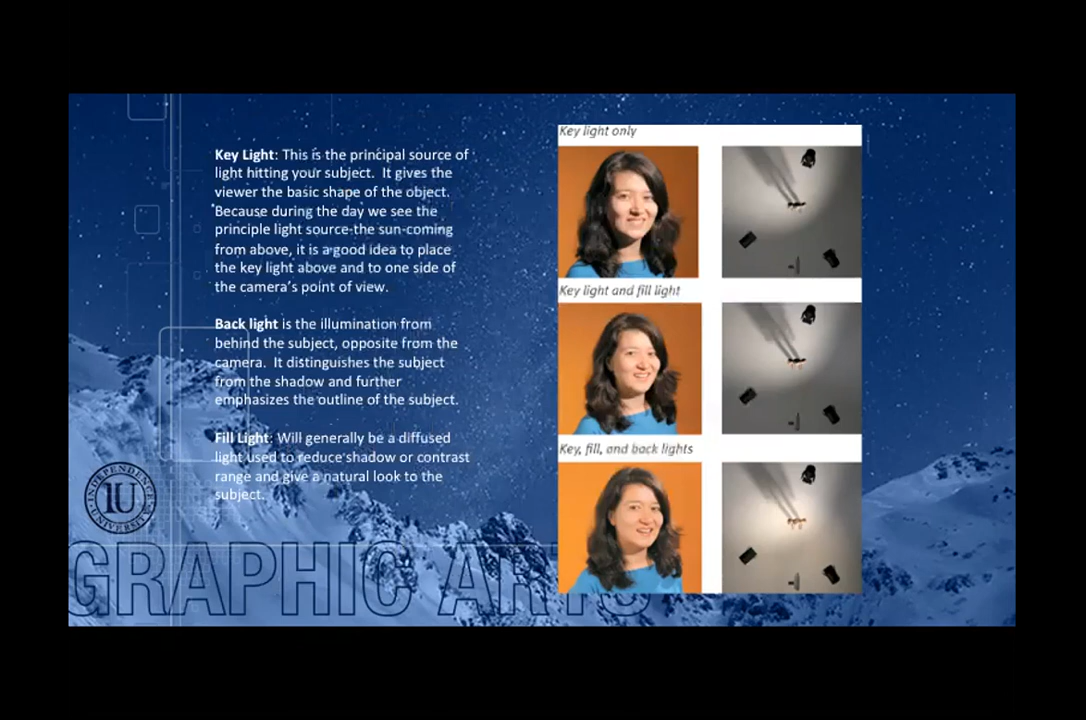 Key Light: This is the principal source of
light hitting your subject.  It gives the
viewer the basic shape of the object.
Because during the day we see the
principle light source-the sun-coming
from above, it is a good idea to place
the key light above and to one side of
the camera's point of view.
Back light is the illumination from
behind the subject, opposite from the
camera.  It distinguishes the subject
from the shadow and further
emphasizes the outline of the subject.
Fill Light: Will generally be a diffused
light used to reduce shadow or contrast
range and give a natural look to the
subject.
Key light only
Key light and fill light
Key, fill, and back lights
INDEPENDENCE
IU
UNIVERSITY
GRAPHIC ARTS